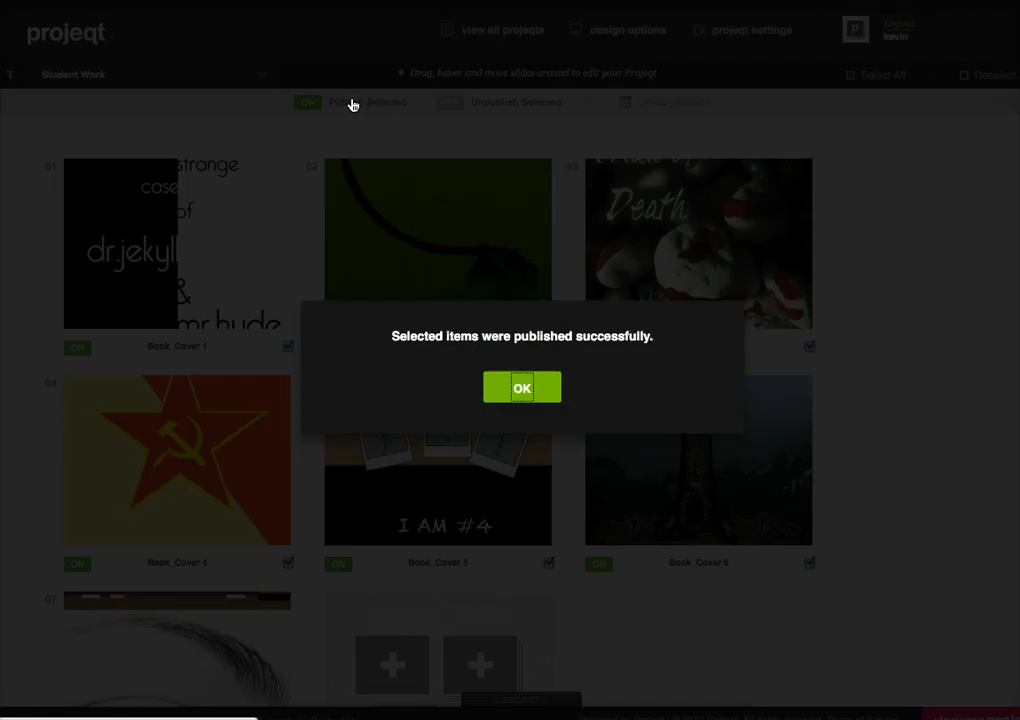 projeqt
view all projeqts
design options
projeqt settings
P
Logout
kevin
T
Student Work
Drag, hover and move slides around to edit your Projeqt
Select All
Deselect
ON
Selected
Unpublish Selected
01
strange
case
of
dr.jekyll
&
mr.hyde
03
02
Death
Selected items were published successfully.
OK
ON
Book_Cover 1
04
I AM #4
ON
Book_Cover 4
ON
Book_Cover 5
ON
Book_Cover 6
07